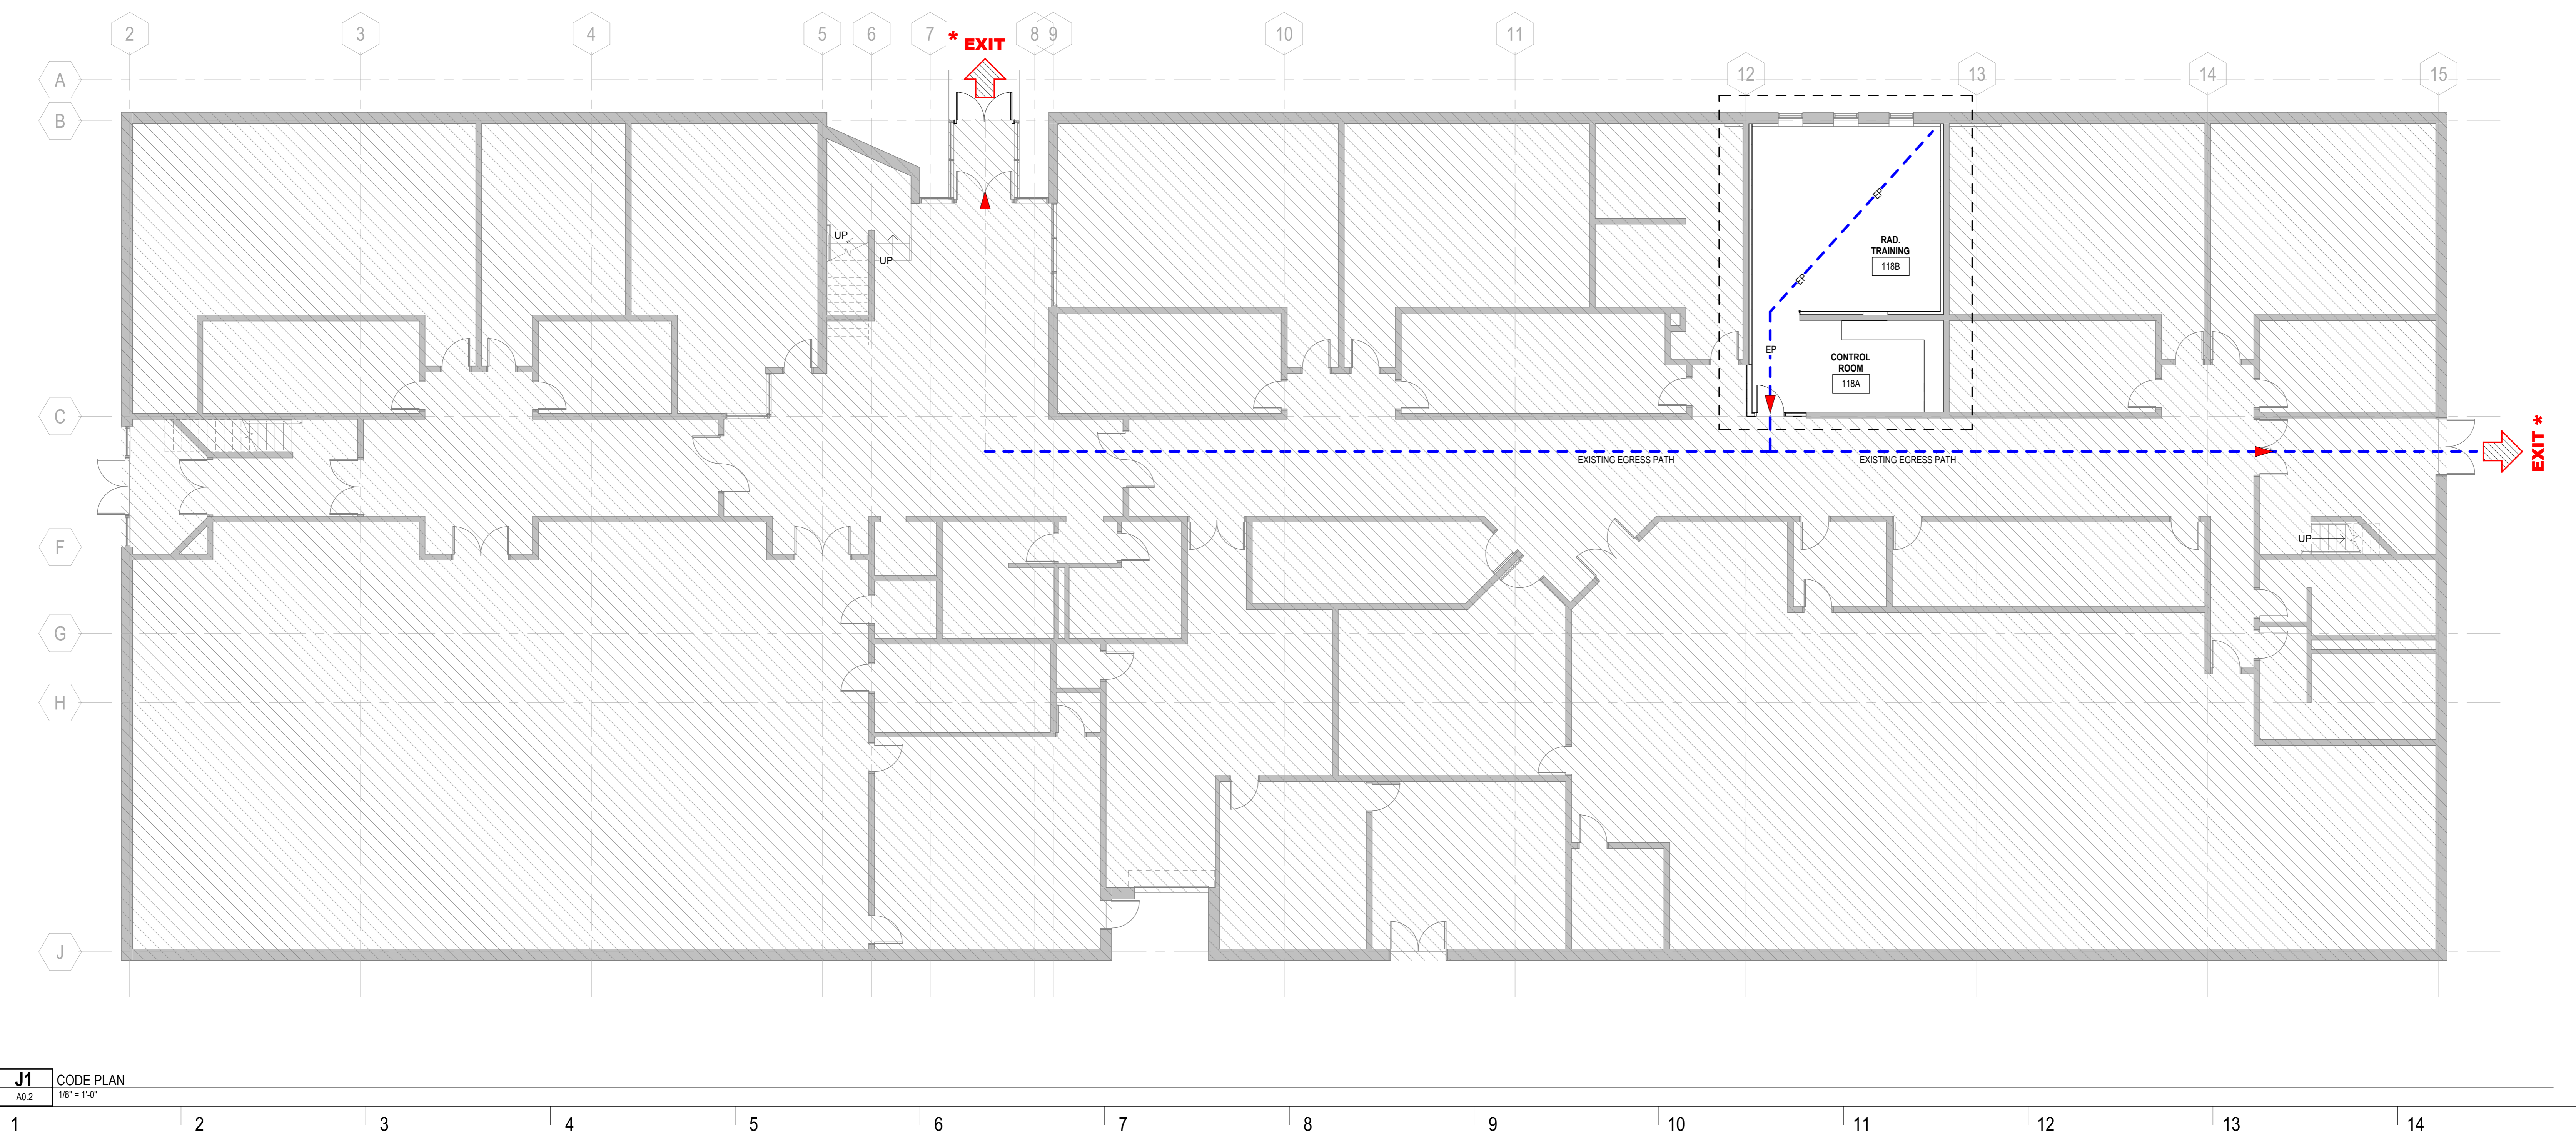 2 3 4 5 6 7 8 9 10 11 12 13 14 15
* EXIT
A
B
UP
UP
EP
RAD.
TRAINING
118B
EP
EP
CONTROL
ROOM
118A
C
EXISTING EGRESS PATH
EXISTING EGRESS PATH
EXIT *
F
UP
G
H
J
J1
A0.2
CODE PLAN
1/8" = 1'-0"
1 2 3 4 5 6 7 8 9 10 11 12 13 14